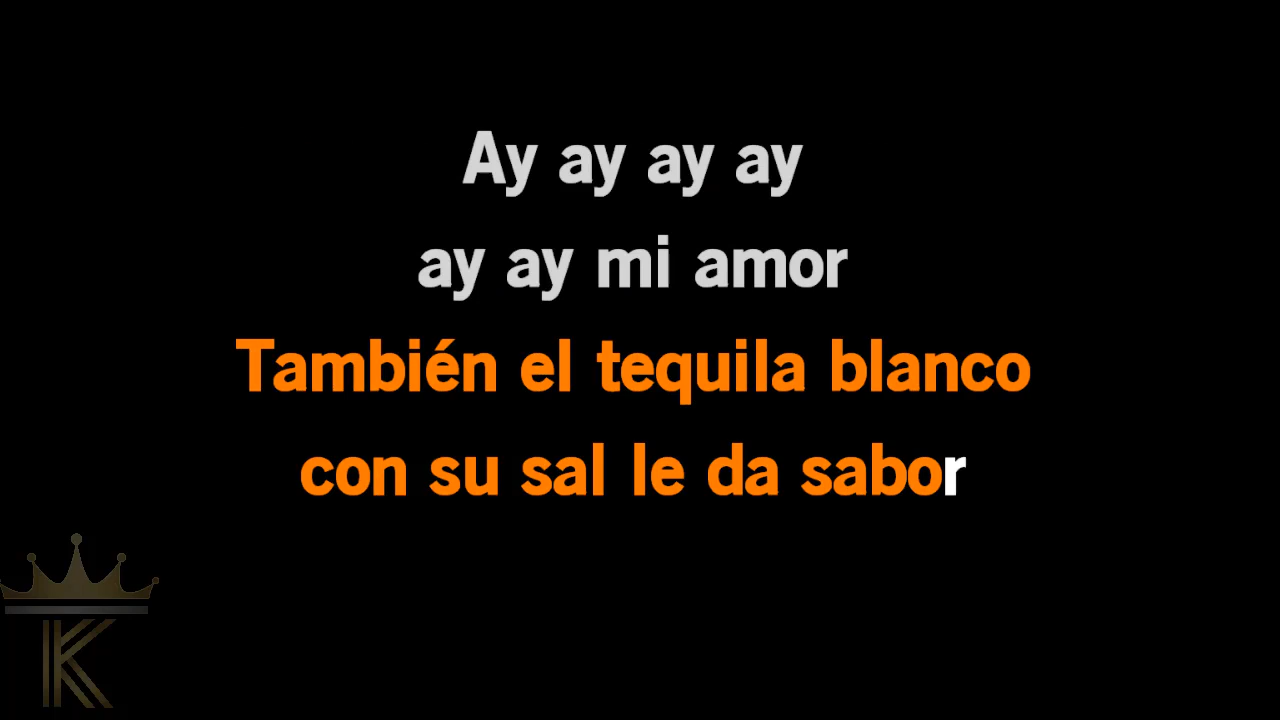 Ay ay ay ay
ay ay mi amor
También el tequila blanco
con su sal le da sabor
K